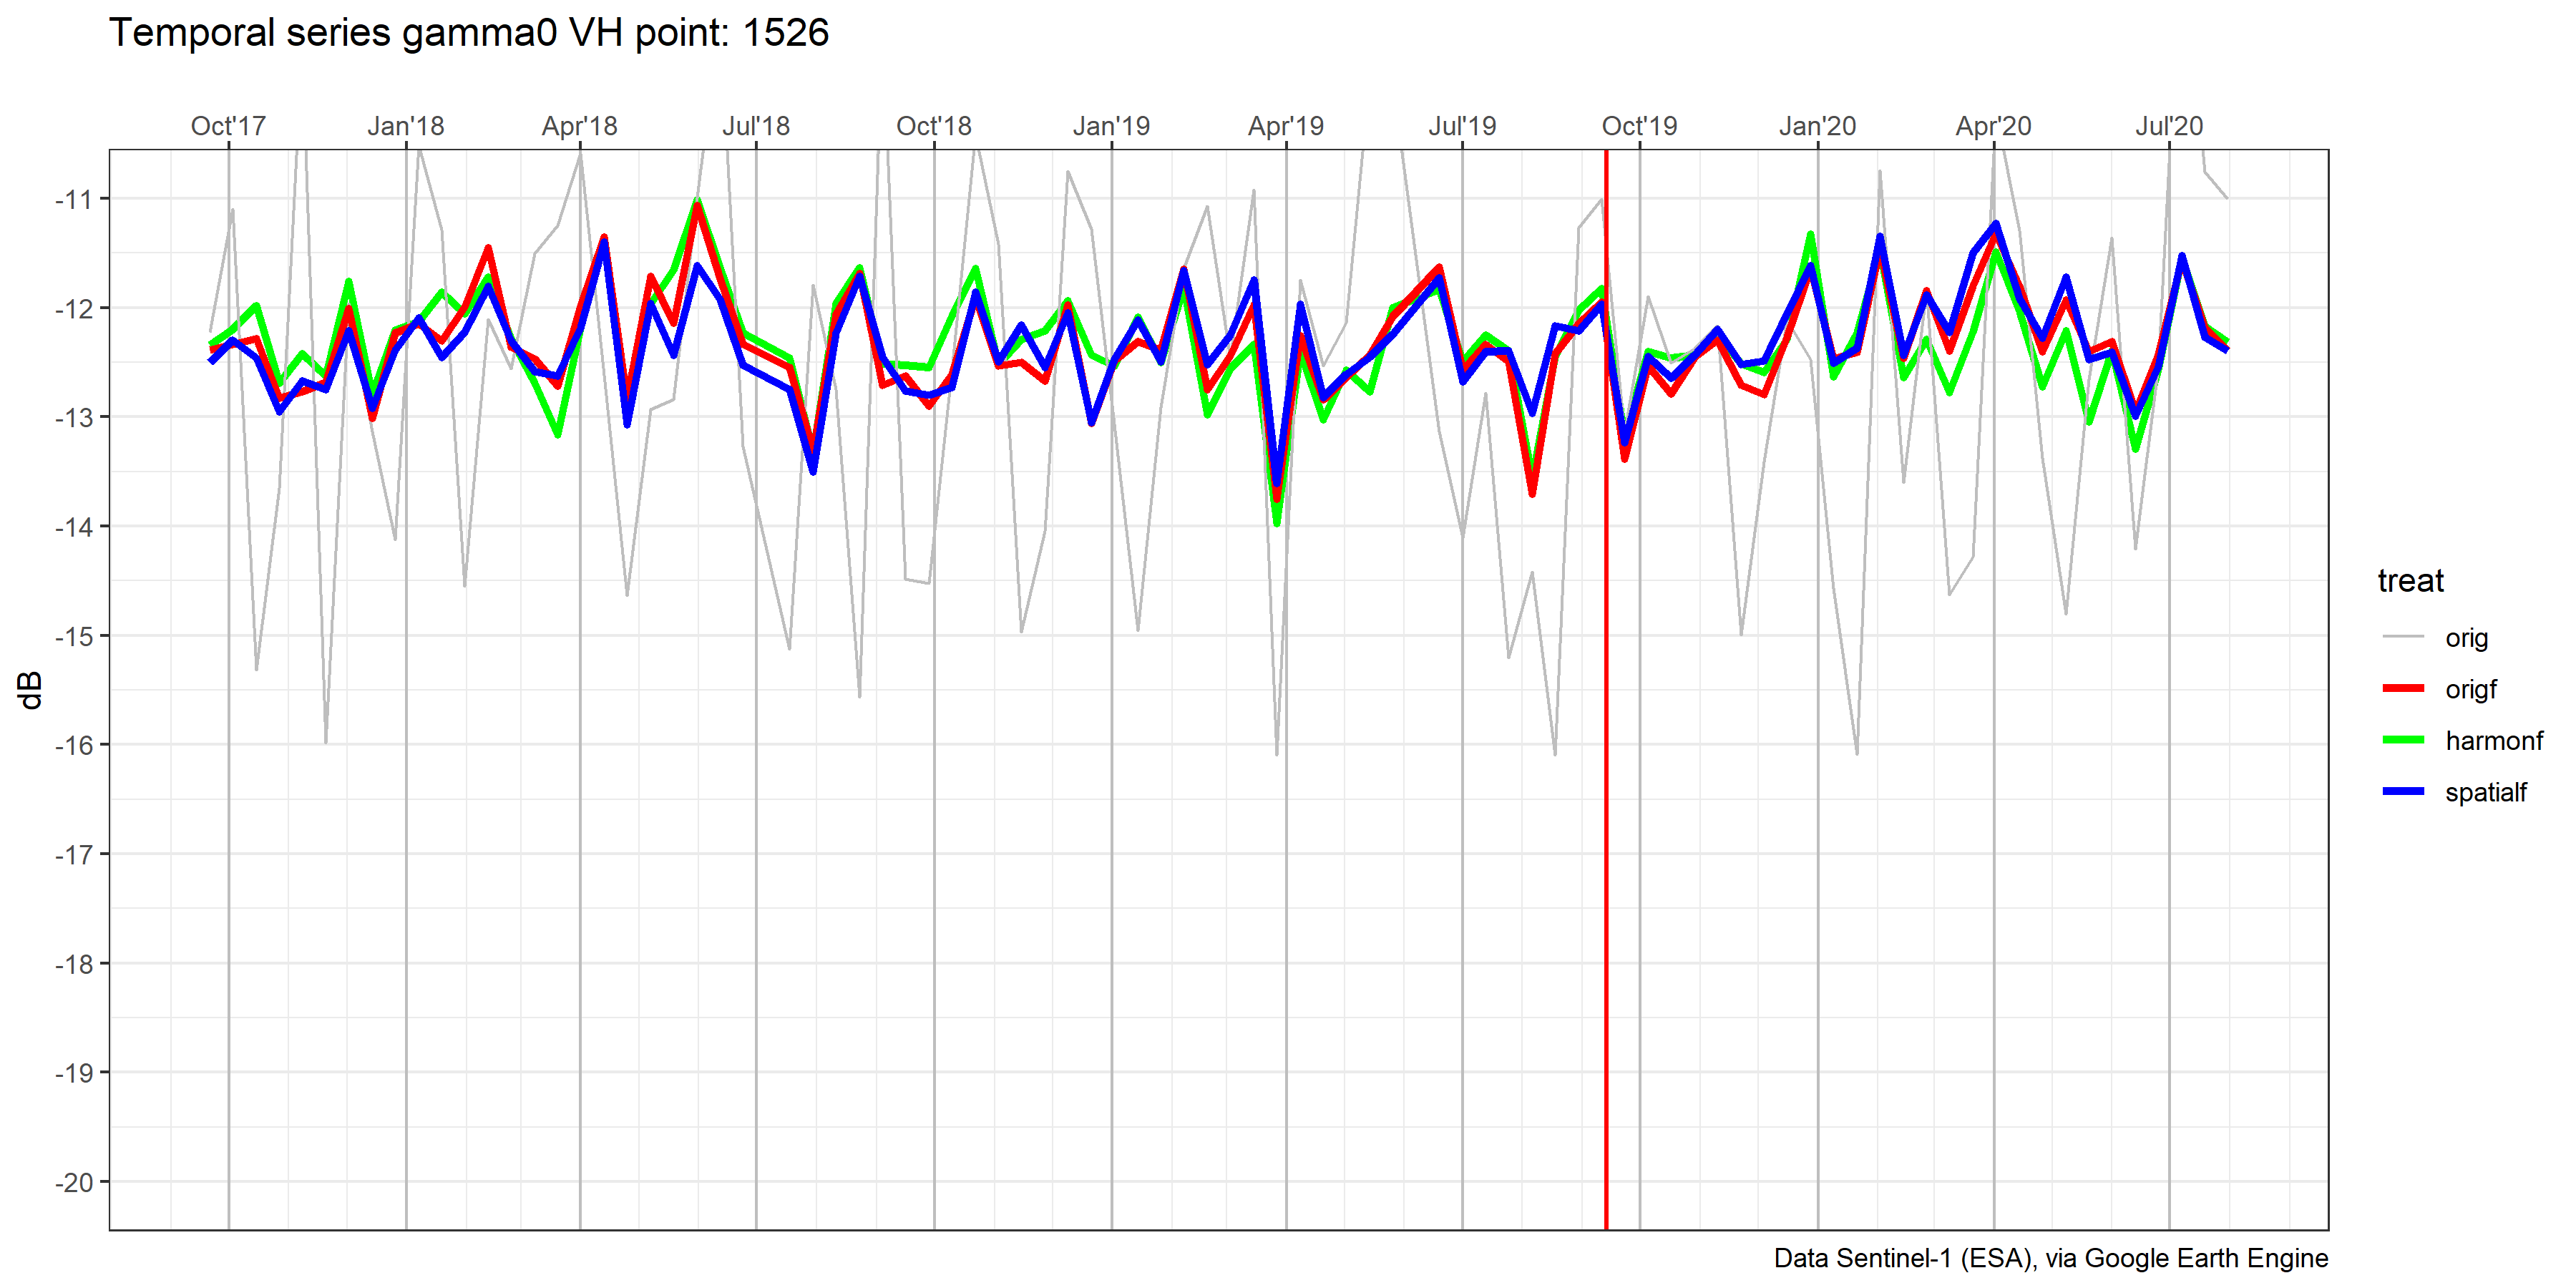 Temporal series gamma0 VH point: 1526
Oct'17 Jan'18 Apr'18 Jul'18 Oct'18 Jan'19 Apr'19 Jul'19 Oct'19 Jan'20 Apr'20 Jul'20
-11
-12
-13
-14
-15
-16
-17
-18
-19
-20
dB
treat
orig
origf
harmonf
spatialf
Data Sentinel-1 (ESA), via Google Earth Engine